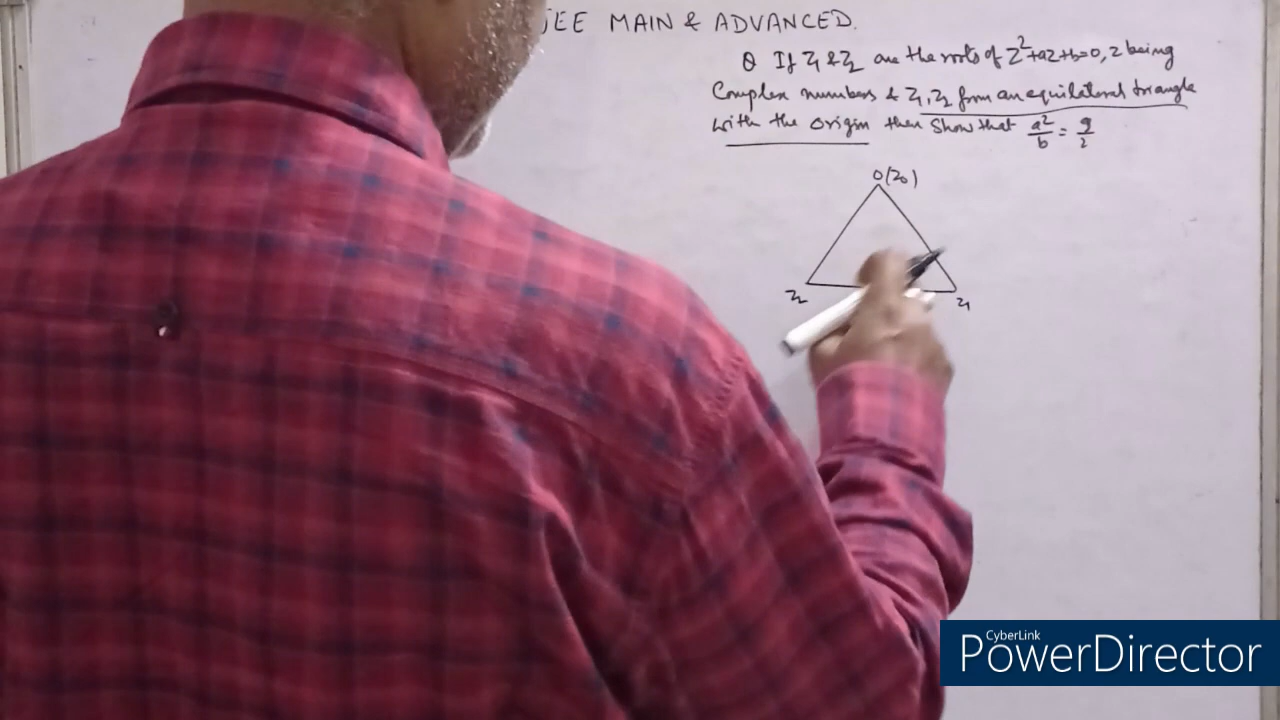 JEE MAIN & ADVANCED.
Q If Z1 & Z2 are the roots of Z²+az+b=0, z being
Complex numbers & Z1, Z2 from an equilateral triangle
with the origin then Show that a²/b = 9/2
O(Z0)
Z2
Z1
CyberLink
PowerDirector